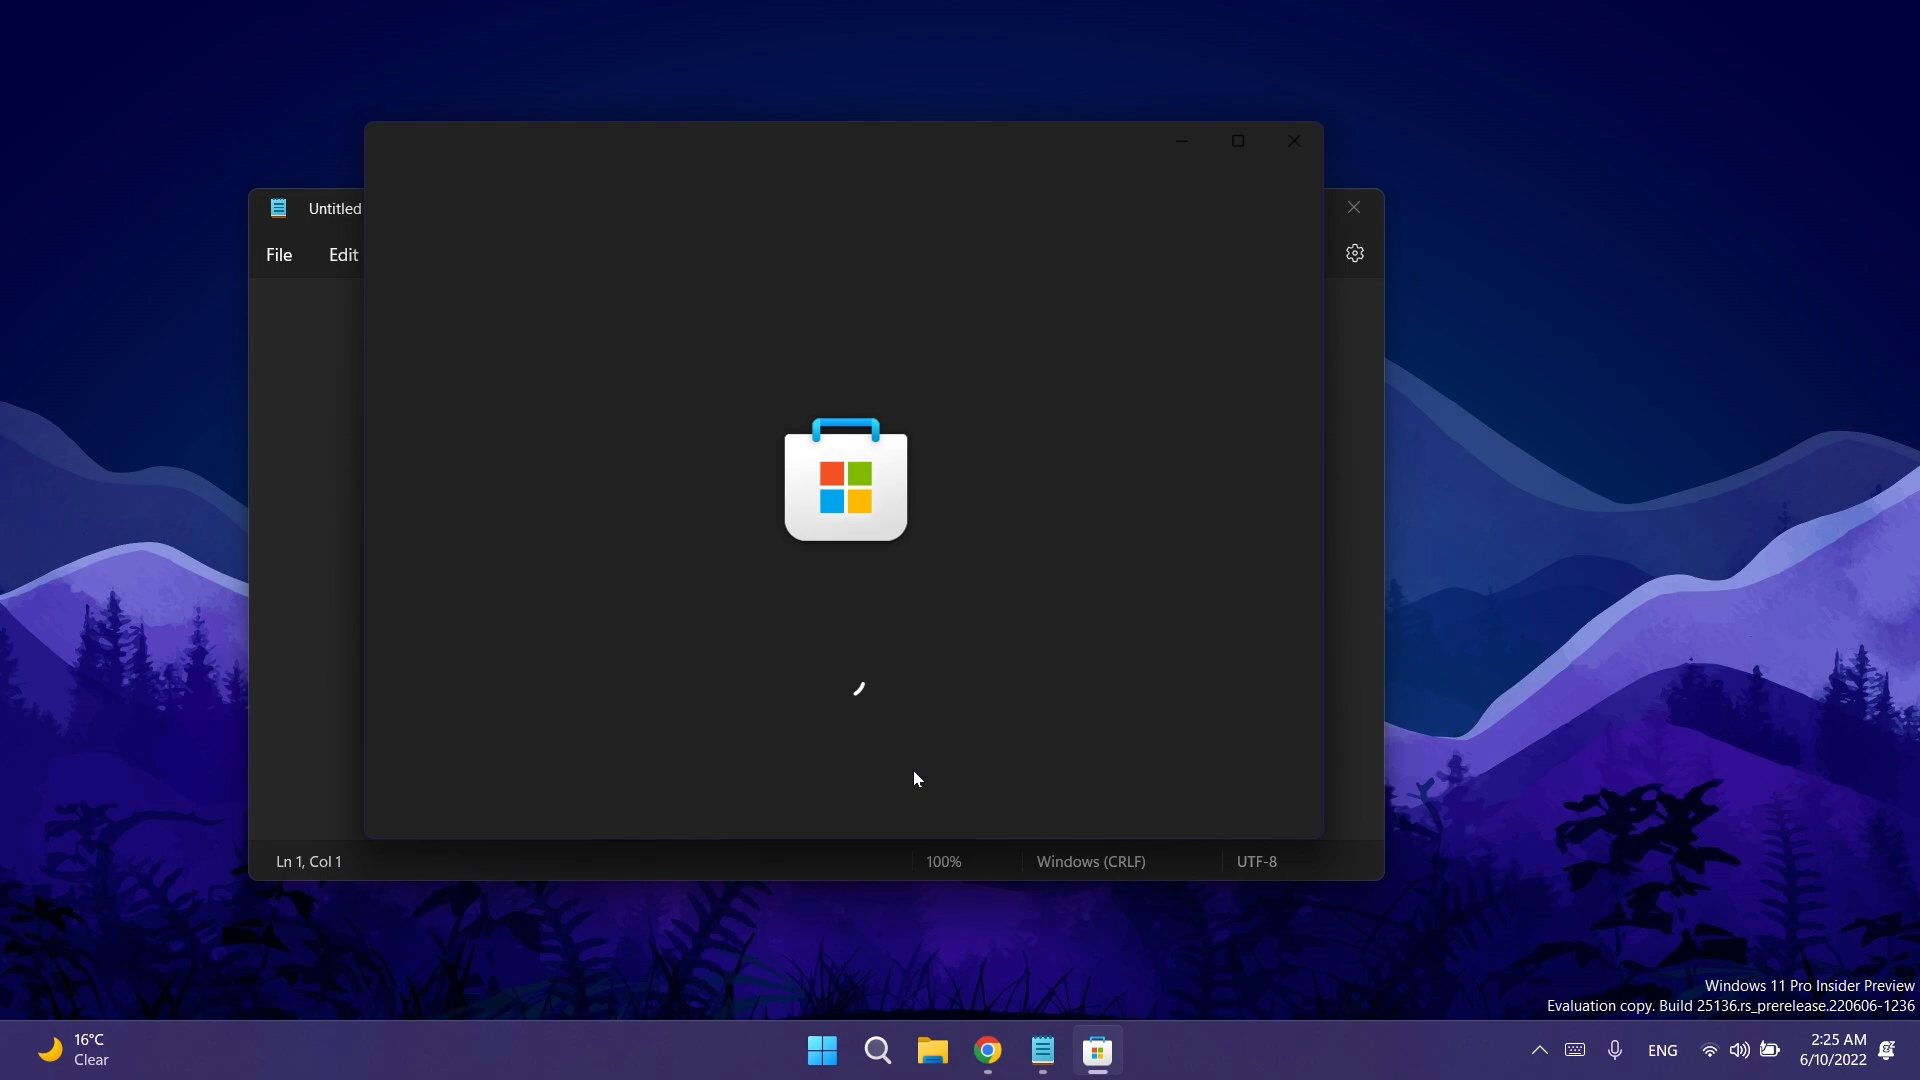 Untitled
File Edit
Ln 1, Col 1 100% Windows (CRLF) UTF-8
Windows 11 Pro Insider Preview
Evaluation copy. Build 25136.rs_prerelease.220606-1236
16°C
Clear
ENG
2:25 AM
6/10/2022